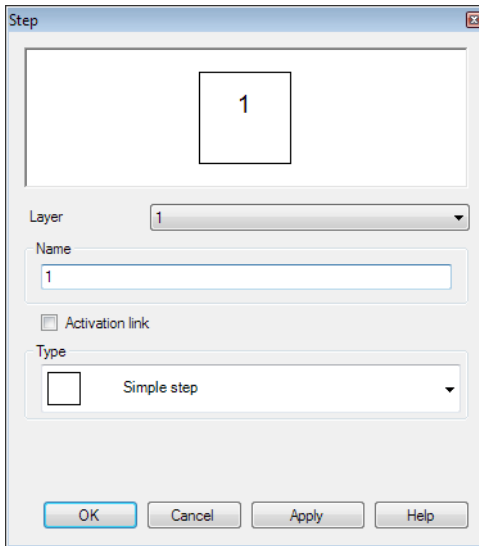 Step
1
Layer 1
Name
1
Activation link
Type
Simple step
OK Cancel Apply Help